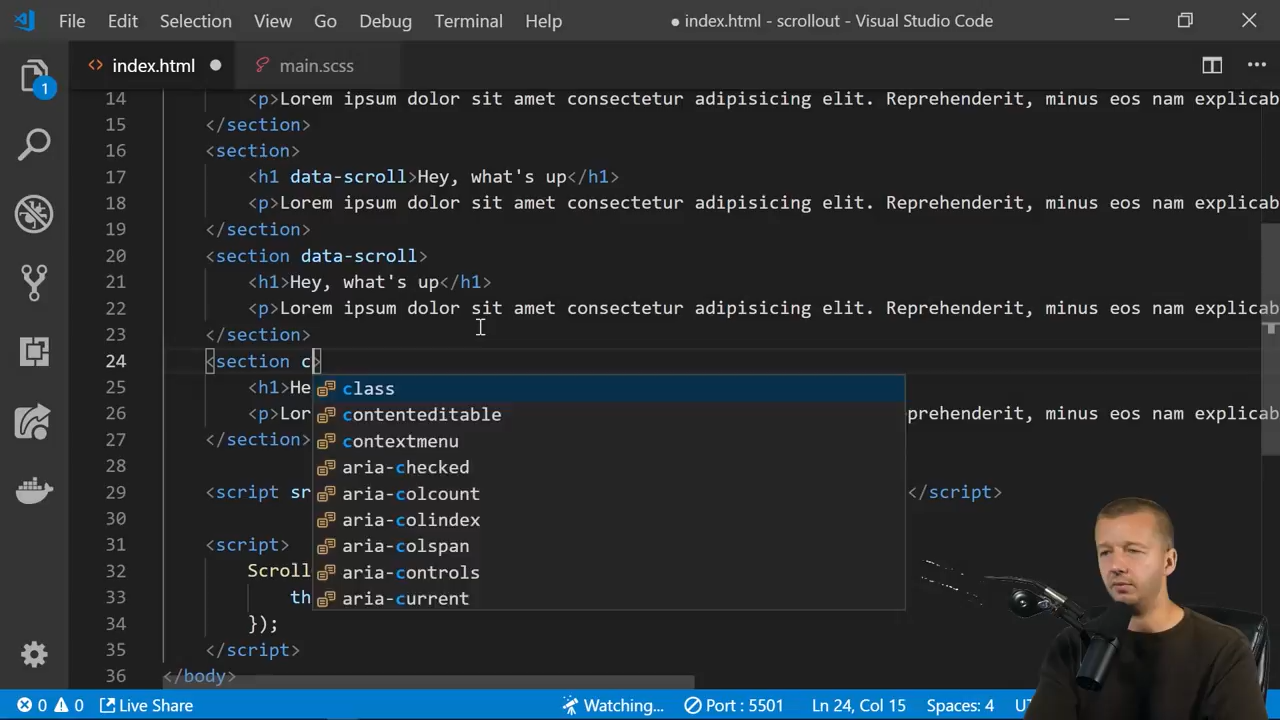 File Edit Selection View Go Debug Terminal Help ● index.html - scrollout - Visual Studio Code
<> index.html ● main.scss
1
14 <p>Lorem ipsum dolor sit amet consectetur adipisicing elit. Reprehenderit, minus eos nam explicab
15 </section>
16 <section>
17 <h1 data-scroll>Hey, what's up</h1>
18 <p>Lorem ipsum dolor sit amet consectetur adipisicing elit. Reprehenderit, minus eos nam explicab
19 </section>
20 <section data-scroll>
21 <h1>Hey, what's up</h1>
22 <p>Lorem ipsum dolor sit amet consectetur adipisicing elit. Reprehenderit, minus eos nam explicab
23 </section>
24 <section c>
class
25 <h1>He
contenteditable
26 <p>Lor prehenderit, minus eos nam explicab
27 </section>
contextmenu
28
aria-checked
29 <script sr </script>
aria-colcount
30
aria-colindex
31 <script>
aria-colspan
32 Scroll
aria-controls
33 th
aria-current
34 });
35 </script>
36 </body>
0 0 Live Share Watching... Port : 5501 Ln 24, Col 15 Spaces: 4 UT